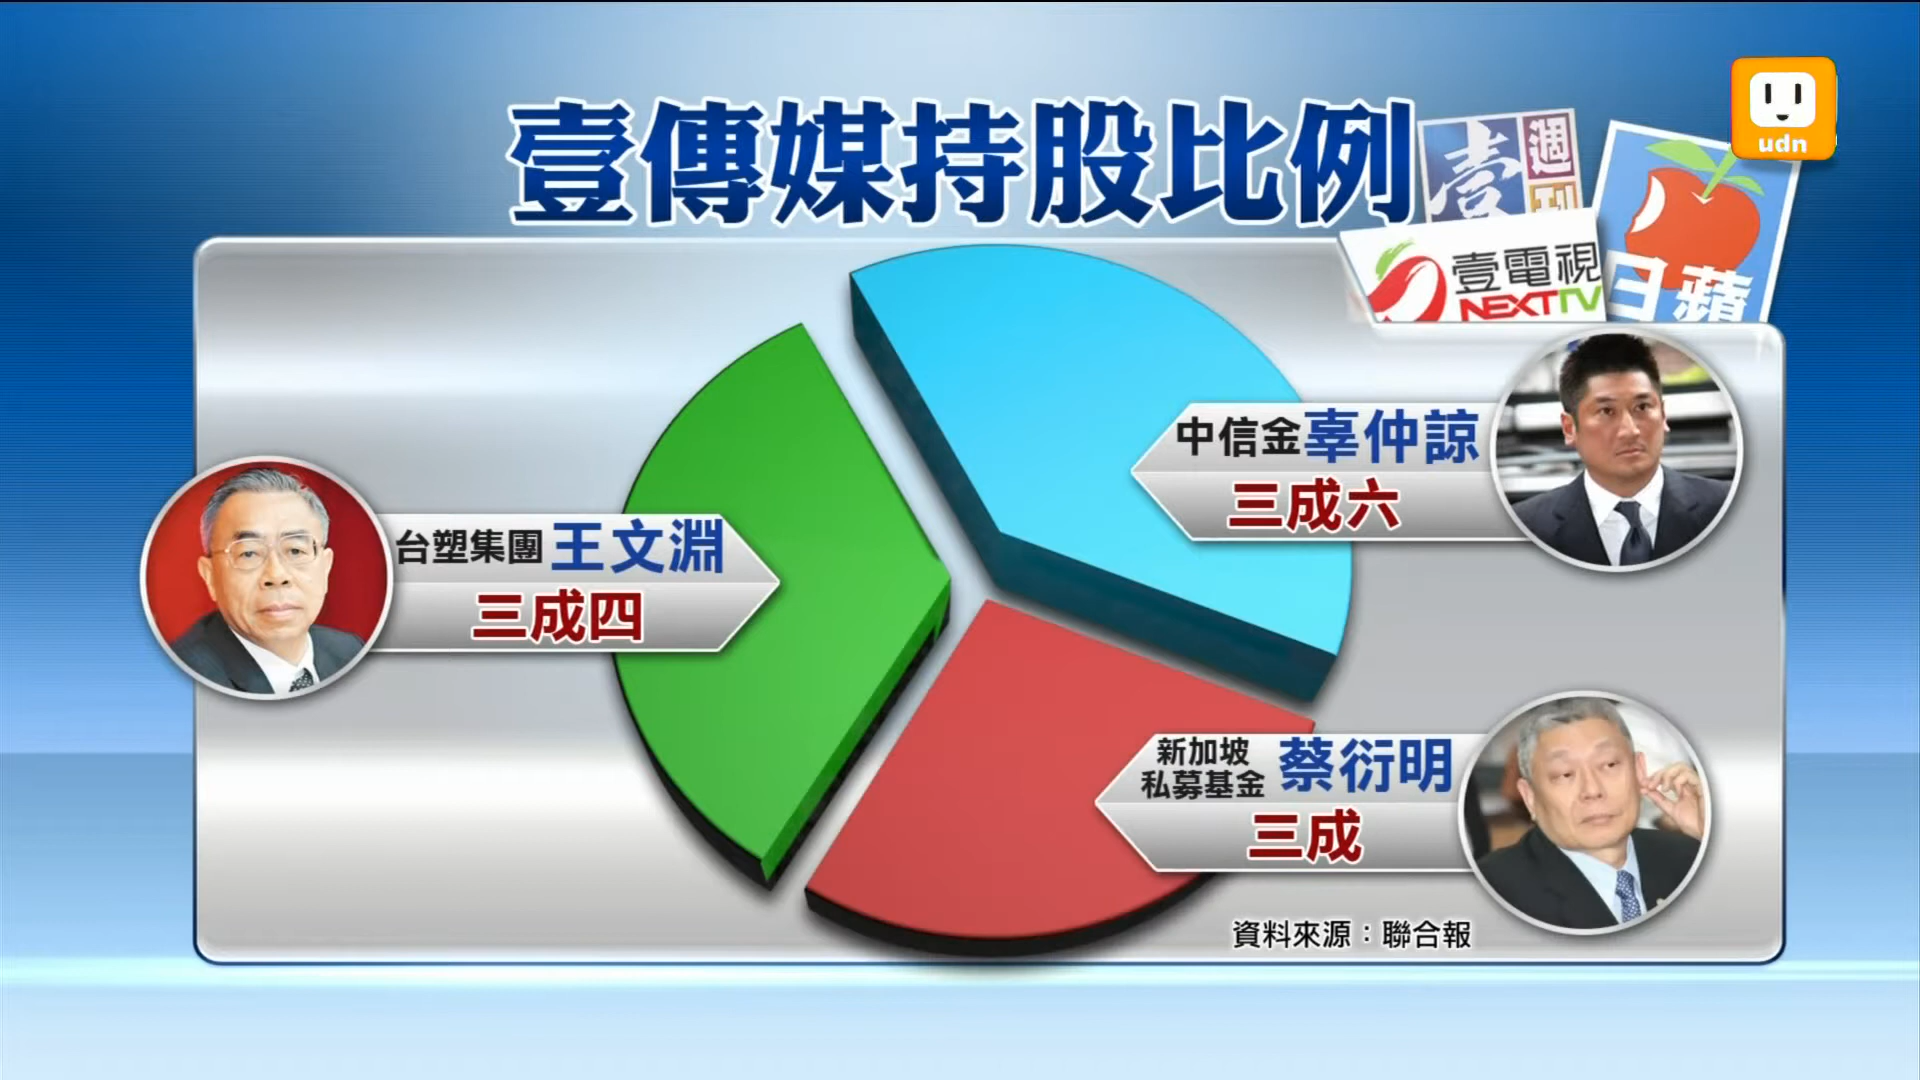 壹傳媒持股比例
udn
壹週刊
壹電視
NEXTTV
日蘋
中信金辜仲諒
三成六
台塑集團王文淵
三成四
新加坡
私募基金
蔡衍明
三成
資料來源：聯合報